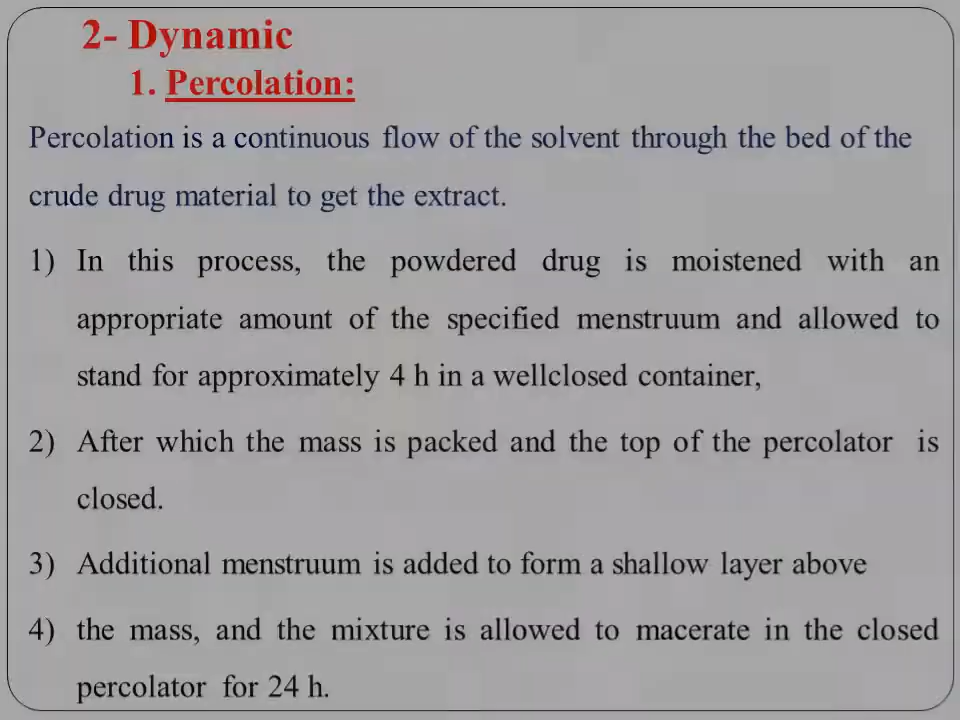 2- Dynamic
1. Percolation:
Percolation is a continuous flow of the solvent through the bed of the
crude drug material to get the extract.
1) In this process, the powdered drug is moistened with an
appropriate amount of the specified menstruum and allowed to
stand for approximately 4 h in a wellclosed container,
2) After which the mass is packed and the top of the percolator is
closed.
3) Additional menstruum is added to form a shallow layer above
4) the mass, and the mixture is allowed to macerate in the closed
percolator for 24 h.